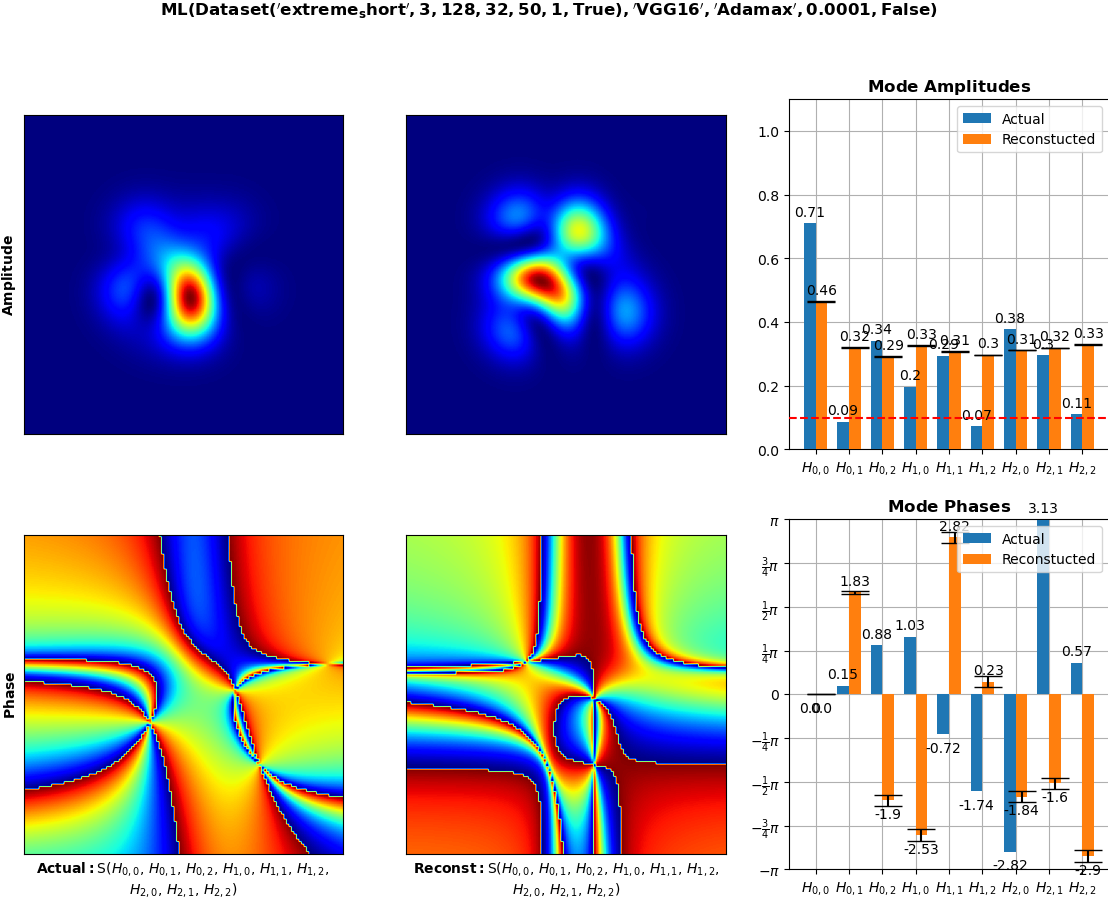 ML(Dataset('extreme_short', 3, 128, 32, 50, 1, True), 'VGG16', 'Adamax', 0.0001, False)
Mode Amplitudes
Amplitude
Actual
Reconstucted
1.0
0.8
0.6
0.4
0.2
0.0
0.71
0.46
0.09
0.32
0.34
0.29
0.2
0.33
0.29
0.31
0.07
0.3
0.38
0.31
0.3
0.32
0.11
0.33
H0,0 H0,1 H0,2 H1,0 H1,1 H1,2 H2,0 H2,1 H2,2
Mode Phases
Phase
Actual
Reconstucted
π
3/4π
1/2π
1/4π
0
−1/4π
−1/2π
−3/4π
−π
0.0
0.0
0.15
1.83
0.88
-1.9
1.03
-2.53
-0.72
2.82
-1.74
0.23
-2.82
-1.84
3.13
-1.6
0.57
-2.9
H0,0 H0,1 H0,2 H1,0 H1,1 H1,2 H2,0 H2,1 H2,2
Actual: S(H0,0, H0,1, H0,2, H1,0, H1,1, H1,2,
H2,0, H2,1, H2,2)
Reconst: S(H0,0, H0,1, H0,2, H1,0, H1,1, H1,2,
H2,0, H2,1, H2,2)